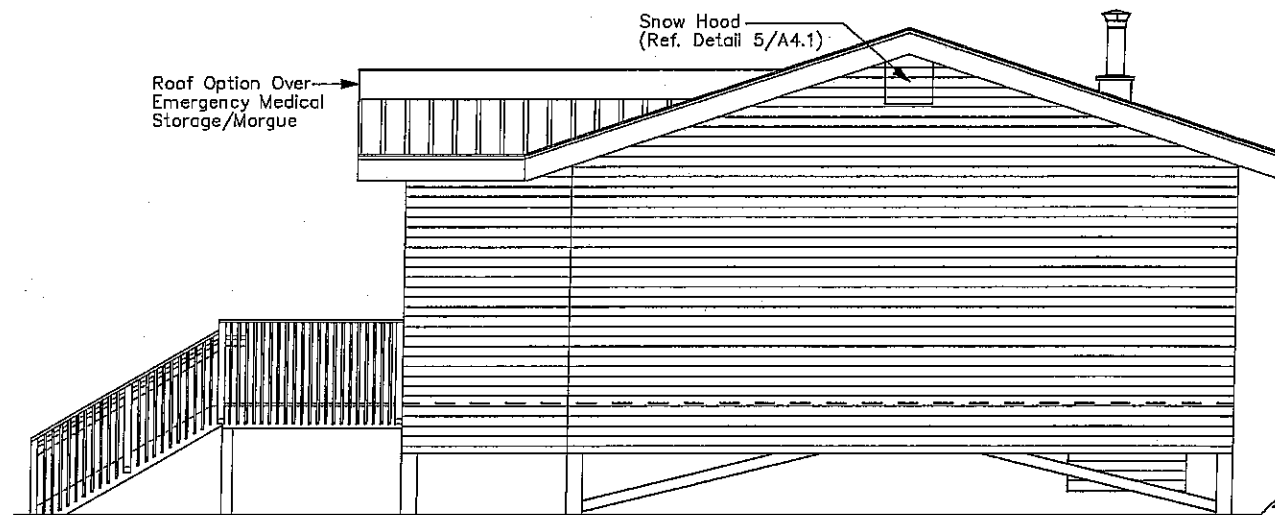 Snow Hood
(Ref. Detail 5/A4.1)
Roof Option Over
Emergency Medical
Storage/Morgue